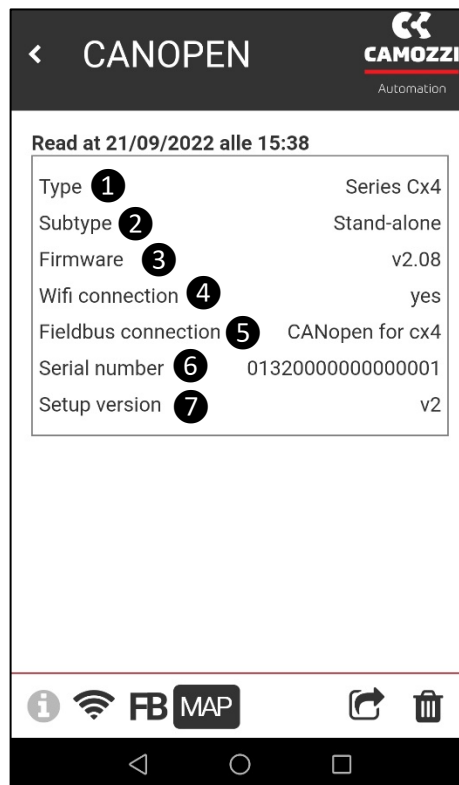 CANOPEN
CAMOZZI
Automation
Read at 21/09/2022 alle 15:38
Type 1 Series Cx4
Subtype 2 Stand-alone
Firmware 3 v2.08
Wifi connection 4 yes
Fieldbus connection 5 CANopen for cx4
Serial number 6 01320000000000001
Setup version 7 v2
FB MAP